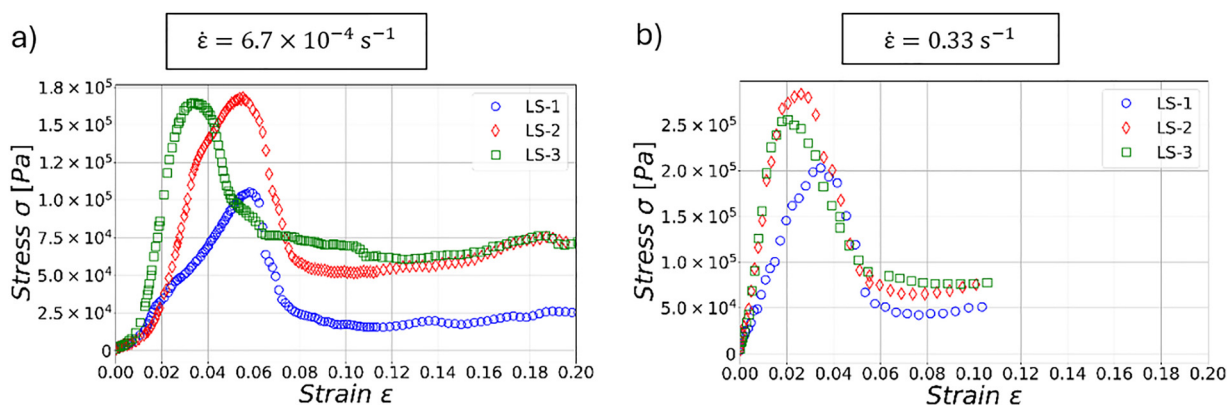 a)
ε̇ = 6.7 × 10⁻⁴ s⁻¹
Stress σ [Pa]
1.8 × 10⁵
1.5 × 10⁵
1.2 × 10⁵
1.0 × 10⁵
7.5 × 10⁴
5.0 × 10⁴
2.5 × 10⁴
0
LS-1
LS-2
LS-3
0.00 0.02 0.04 0.06 0.08 0.10 0.12 0.14 0.16 0.18 0.20
Strain ε
b)
ε̇ = 0.33 s⁻¹
Stress σ [Pa]
2.5 × 10⁵
2.0 × 10⁵
1.5 × 10⁵
1.0 × 10⁵
5.0 × 10⁴
0
LS-1
LS-2
LS-3
0.00 0.02 0.04 0.06 0.08 0.10 0.12 0.14 0.16 0.18 0.20
Strain ε